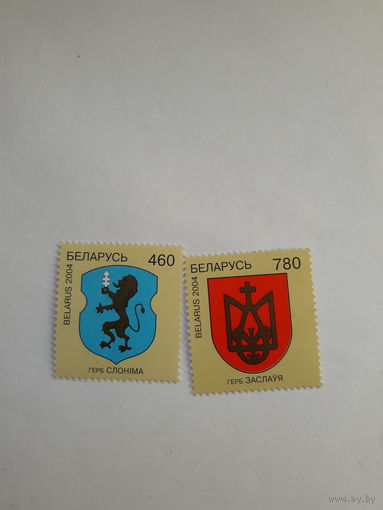 БЕЛАРУСЬ 460
BELARUS 2004
ГЕРБ СЛОНІМА
БЕЛАРУСЬ 780
BELARUS 2004
ГЕРБ ЗАСЛАЎЯ
www.ay.by